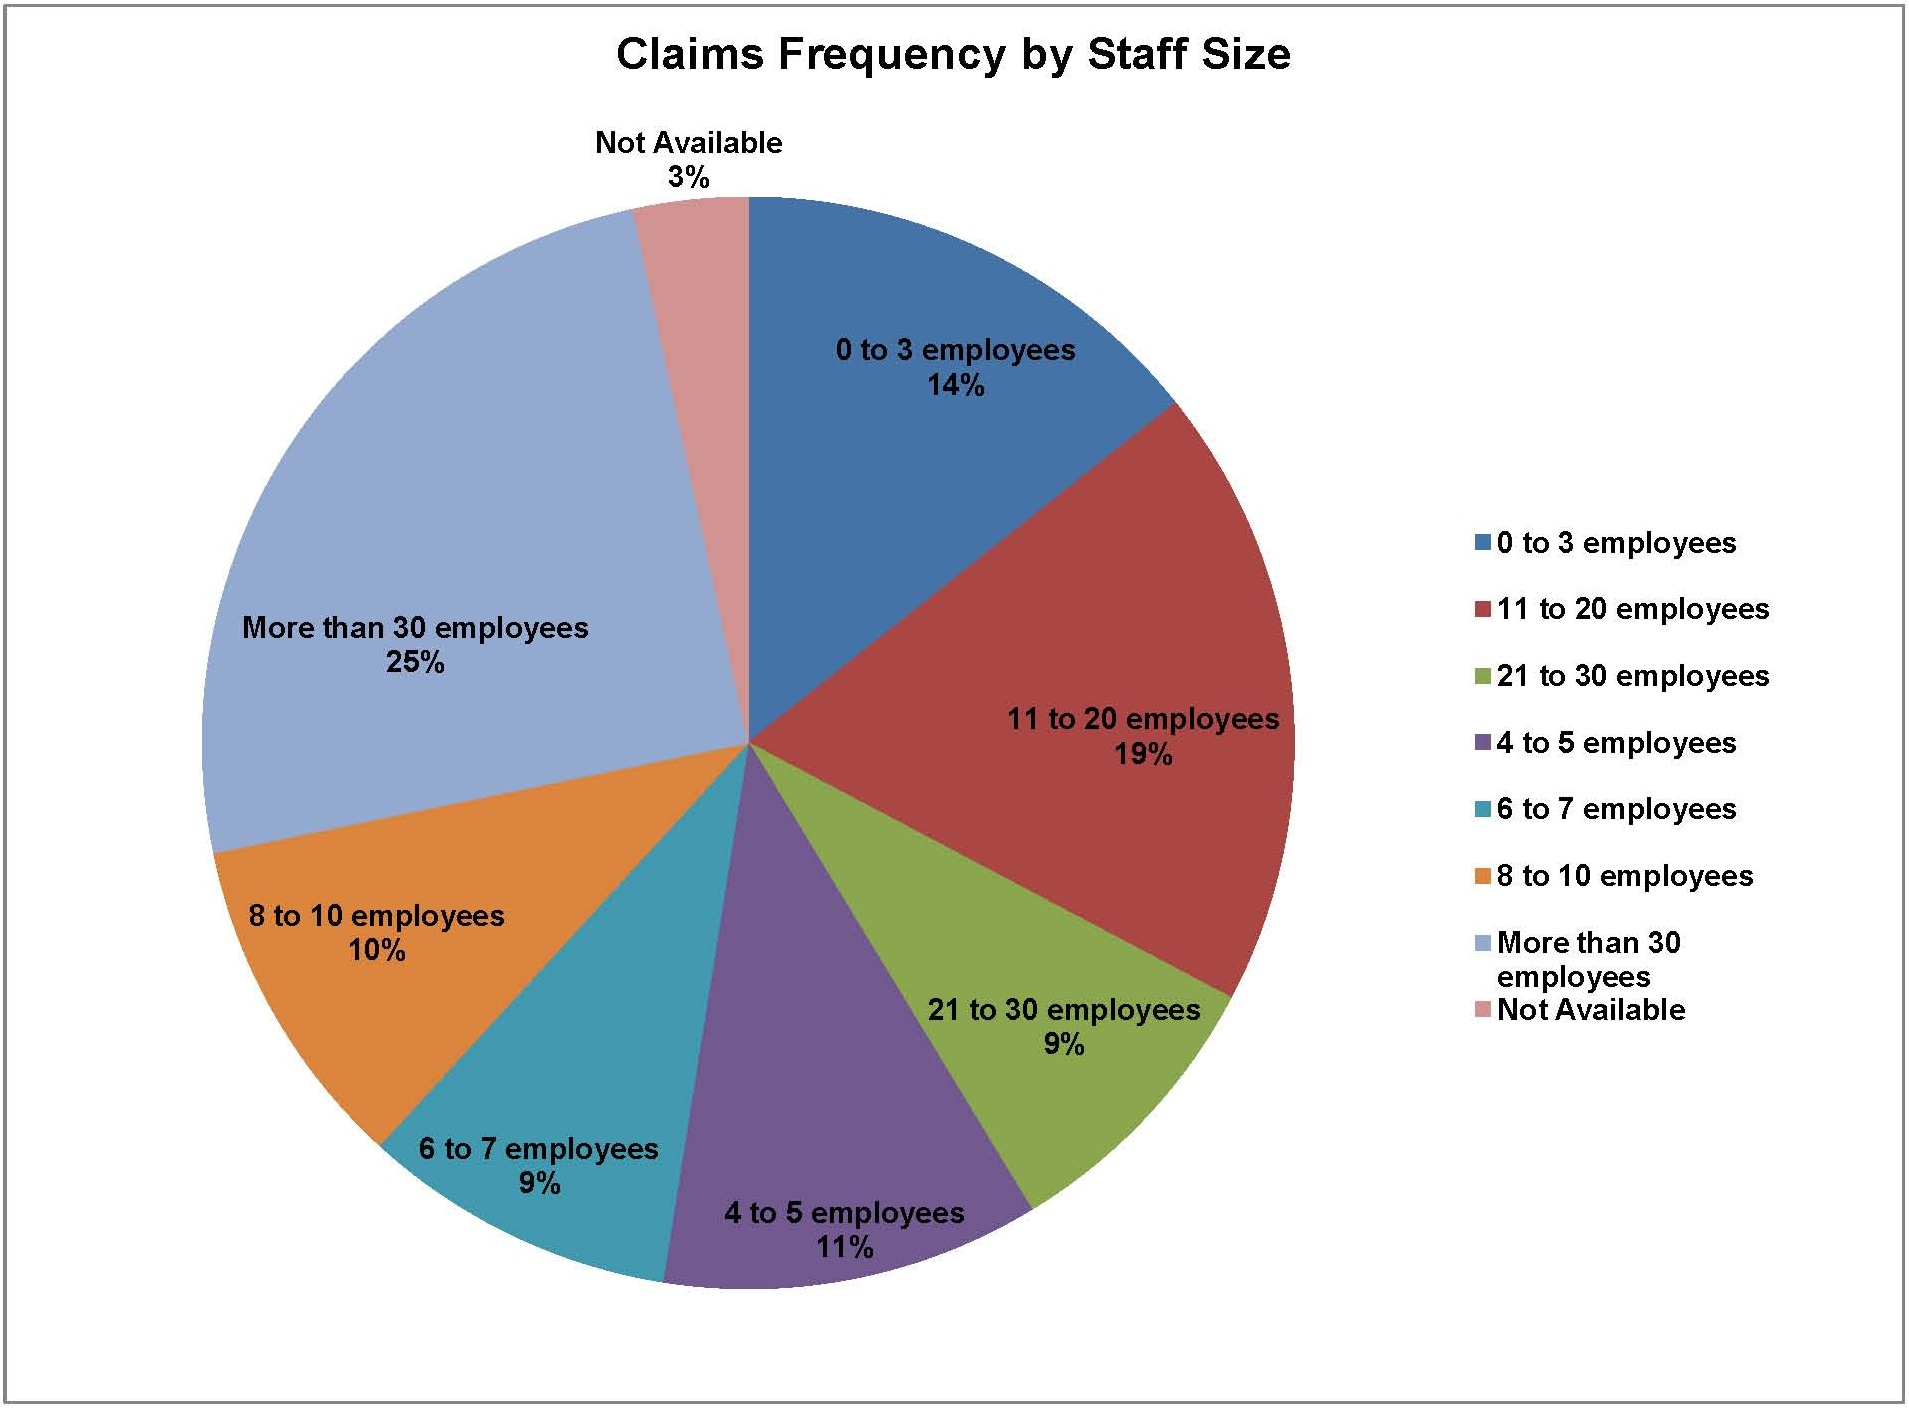 Claims Frequency by Staff Size
Not Available
3%
0 to 3 employees
14%
11 to 20 employees
19%
21 to 30 employees
9%
4 to 5 employees
11%
6 to 7 employees
9%
8 to 10 employees
10%
More than 30 employees
25%
0 to 3 employees
11 to 20 employees
21 to 30 employees
4 to 5 employees
6 to 7 employees
8 to 10 employees
More than 30
employees
Not Available